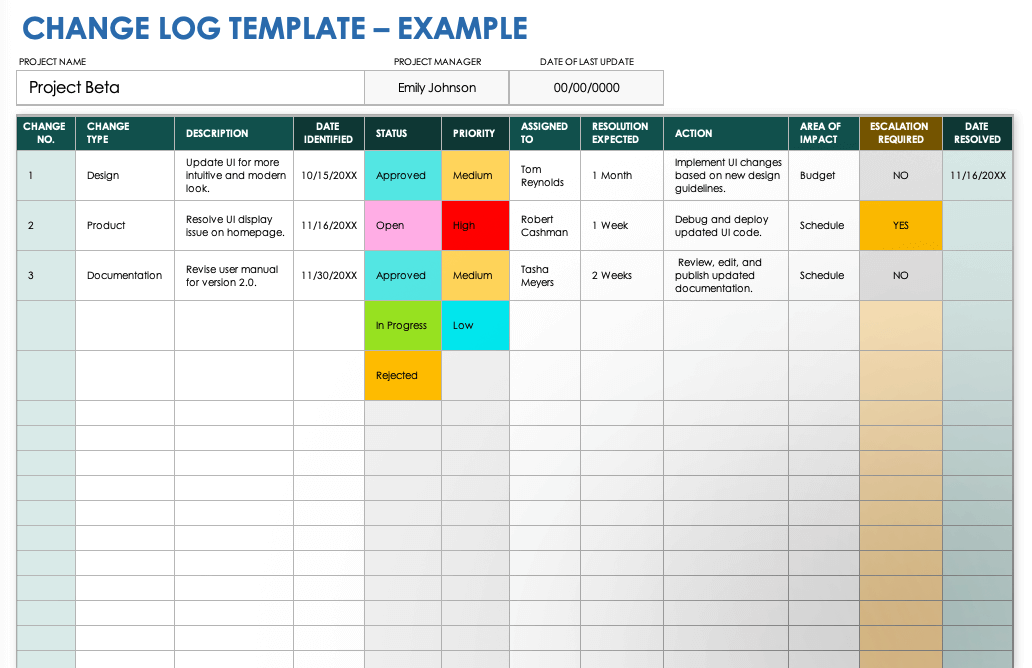 CHANGE LOG TEMPLATE – EXAMPLE
PROJECT NAME PROJECT MANAGER DATE OF LAST UPDATE
Project Beta Emily Johnson 00/00/0000
CHANGE NO. CHANGE TYPE DESCRIPTION DATE IDENTIFIED STATUS PRIORITY ASSIGNED TO RESOLUTION EXPECTED ACTION AREA OF IMPACT ESCALATION REQUIRED DATE RESOLVED
1 Design Update UI for more intuitive and modern look. 10/15/20XX Approved Medium Tom Reynolds 1 Month Implement UI changes based on new design guidelines. Budget NO 11/16/20XX
2 Product Resolve UI display issue on homepage. 11/16/20XX Open High Robert Cashman 1 Week Debug and deploy updated UI code. Schedule YES
3 Documentation Revise user manual for version 2.0. 11/30/20XX Approved Medium Tasha Meyers 2 Weeks Review, edit, and publish updated documentation. Schedule NO
In Progress Low
Rejected